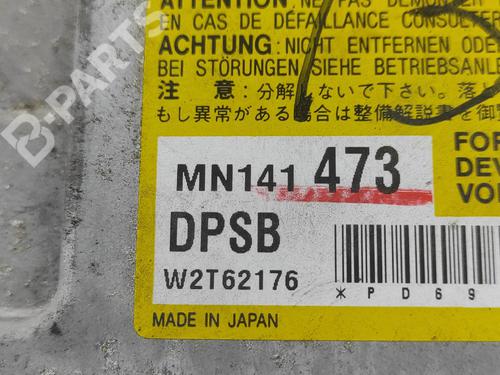 ATTENTION: NE PAS DEMONTER
EN CAS DE DÉFAILLANCE CONSULTER
ACHTUNG: NICHT ENTFERNEN ODE
BEI STÖRUNGEN SIEHE BETRIEBSANLE
注 意: 分解しないで下さい。落と
もし異常がある場合は整備解説書を御覧
MN141 473
DPSB
W2T62176
*PD69
FOR
DEV
VO
MADE IN JAPAN
B-PARTS